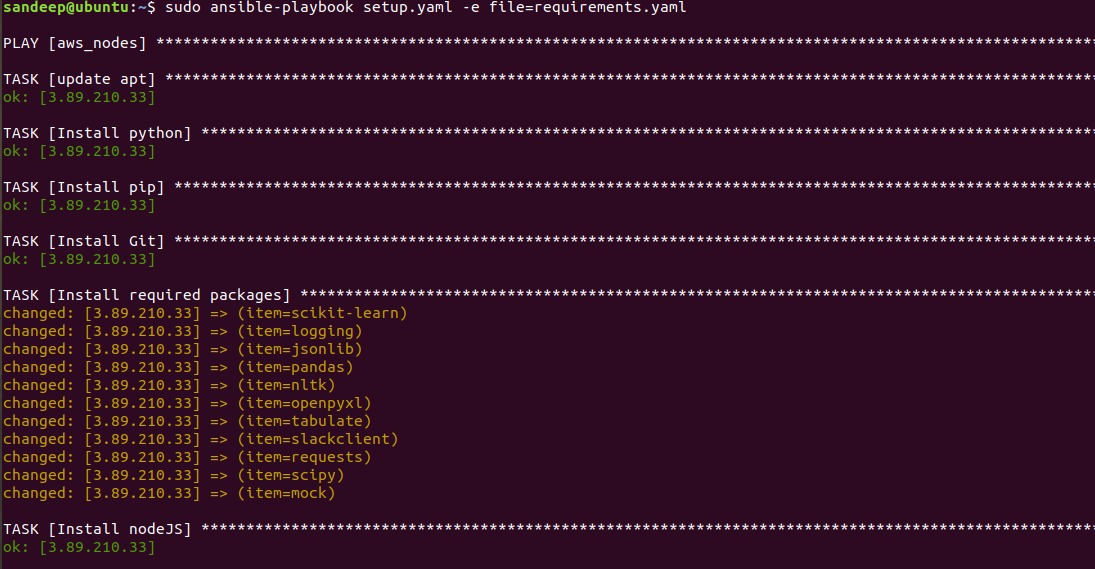 sandeep@ubuntu:~$ sudo ansible-playbook setup.yaml -e file=requirements.yaml
PLAY [aws_nodes] ********************************************************************************************************
TASK [update apt] *******************************************************************************************************
ok: [3.89.210.33]
TASK [Install python] ***************************************************************************************************
ok: [3.89.210.33]
TASK [Install pip] ******************************************************************************************************
ok: [3.89.210.33]
TASK [Install Git] ******************************************************************************************************
ok: [3.89.210.33]
TASK [Install required packages] ****************************************************************************************
changed: [3.89.210.33] => (item=scikit-learn)
changed: [3.89.210.33] => (item=logging)
changed: [3.89.210.33] => (item=jsonlib)
changed: [3.89.210.33] => (item=pandas)
changed: [3.89.210.33] => (item=nltk)
changed: [3.89.210.33] => (item=openpyxl)
changed: [3.89.210.33] => (item=tabulate)
changed: [3.89.210.33] => (item=slackclient)
changed: [3.89.210.33] => (item=requests)
changed: [3.89.210.33] => (item=scipy)
changed: [3.89.210.33] => (item=mock)
TASK [Install nodeJS] ***************************************************************************************************
ok: [3.89.210.33]